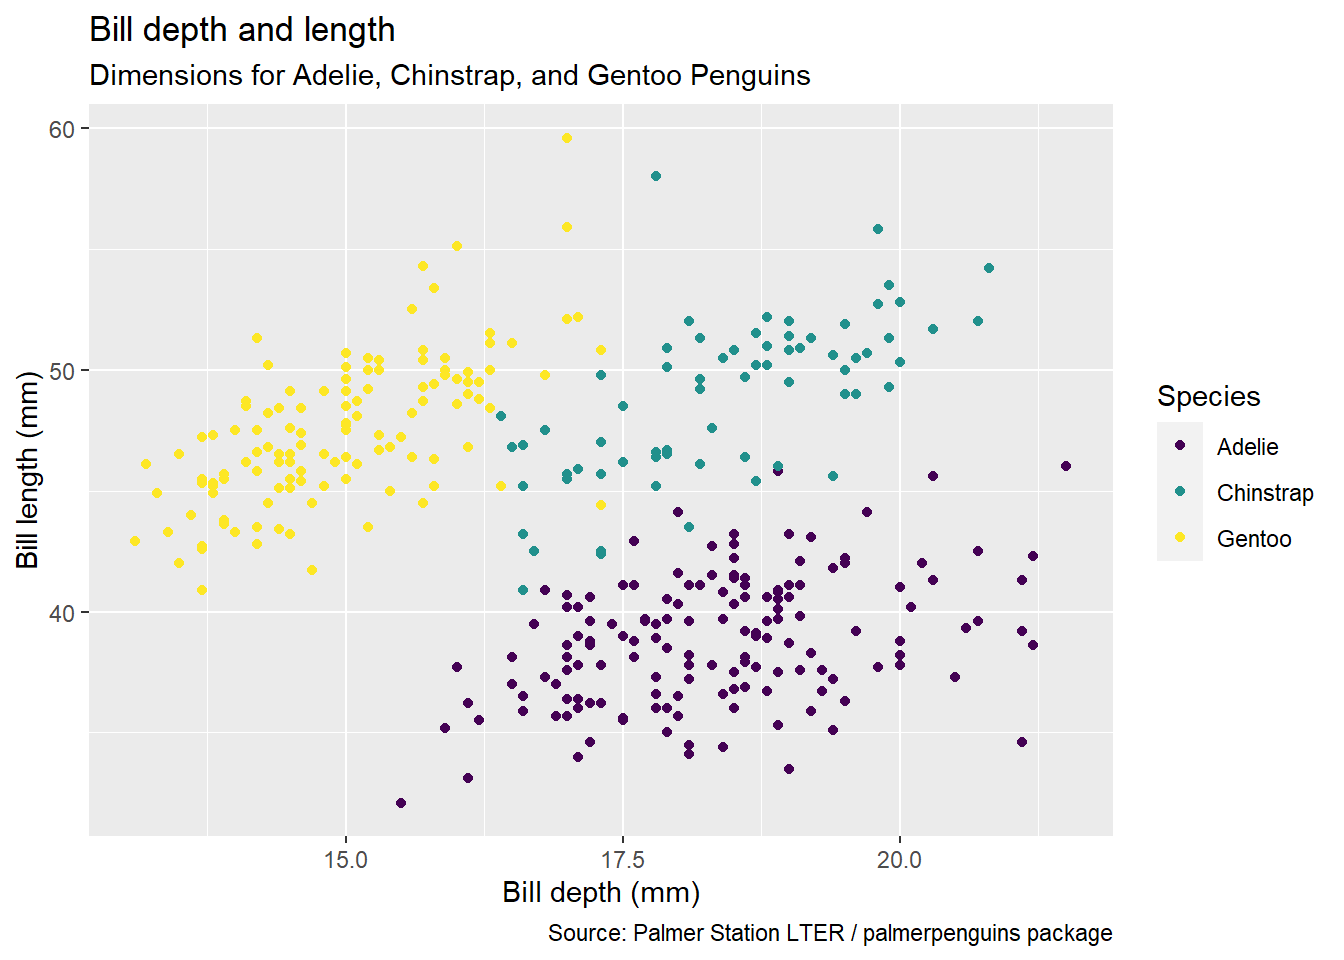 Bill depth and length
Dimensions for Adelie, Chinstrap, and Gentoo Penguins
60
50
40
Bill length (mm)
15.0
17.5
20.0
Bill depth (mm)
Species
Adelie
Chinstrap
Gentoo
Source: Palmer Station LTER / palmerpenguins package